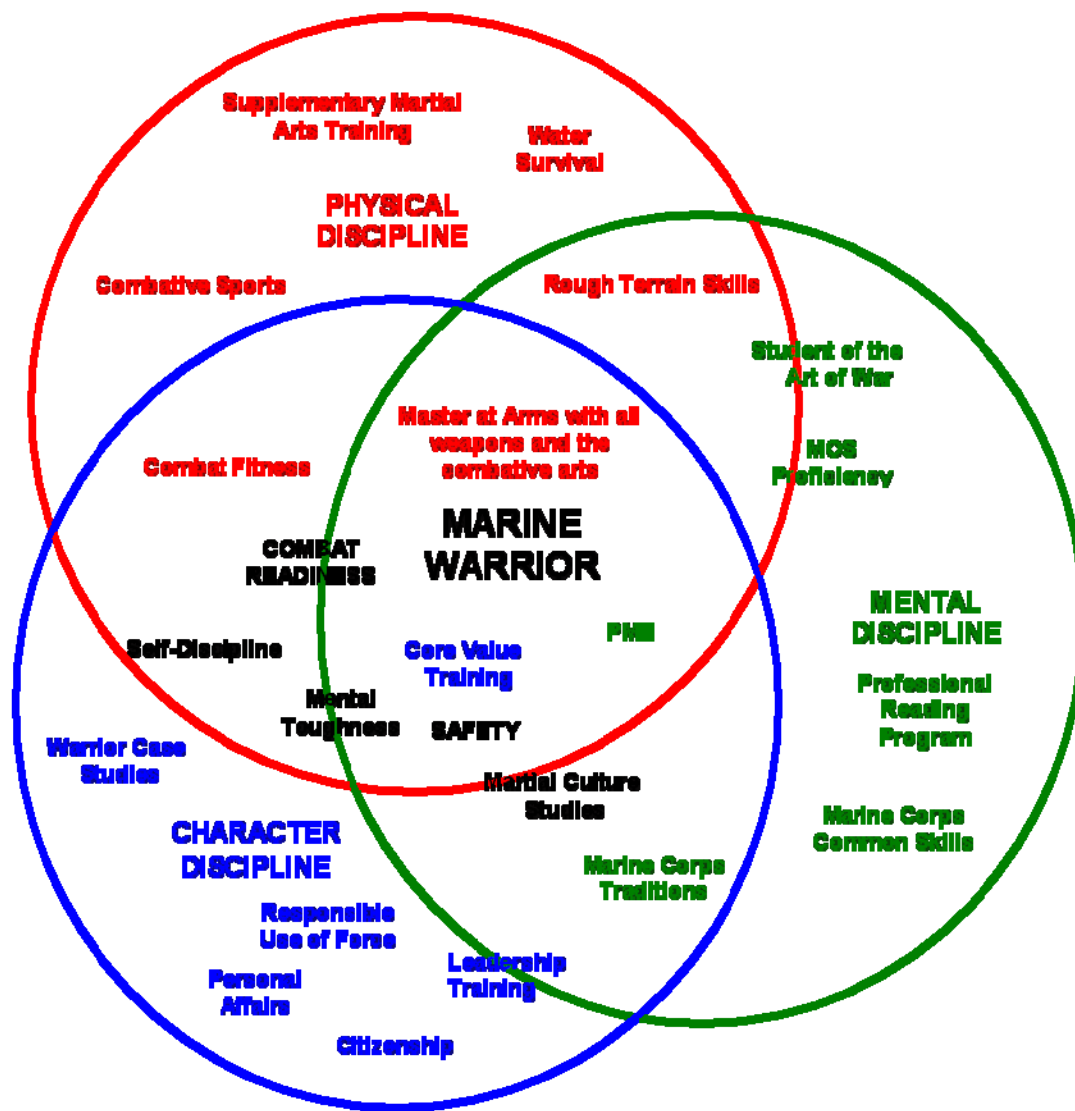 Supplementary Martial
Arts Training
Water
Survival
PHYSICAL
DISCIPLINE
Combative Sports
Rough Terrain Skills
Student of the
Art of War
Master at Arms with all
weapons and the
combative arts
Combat Fitness
MOS
Proficiency
MARINE
WARRIOR
COMBAT
READINESS
MENTAL
DISCIPLINE
PME
Self-Discipline
Core Value
Training
Professional
Reading
Program
Mental
Toughness
SAFETY
Warrior Case
Studies
Martial Culture
Studies
Marine Corps
Common Skills
CHARACTER
DISCIPLINE
Marine Corps
Traditions
Responsible
Use of Force
Leadership
Training
Personal
Affairs
Citizenship